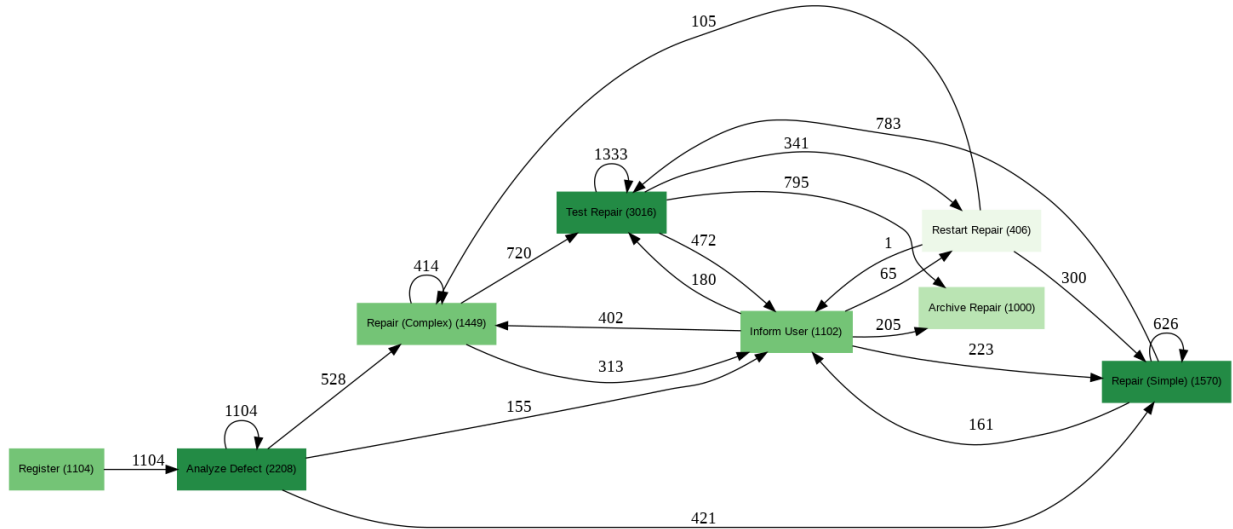 105
783
1333
341
795
Test Repair (3016)
Restart Repair (406)
472
1
720
414
180
65
300
Archive Repair (1000)
Repair (Complex) (1449)
402
Inform User (1102)
205
626
223
313
Repair (Simple) (1570)
528
155
1104
161
1104
Register (1104)
Analyze Defect (2208)
421